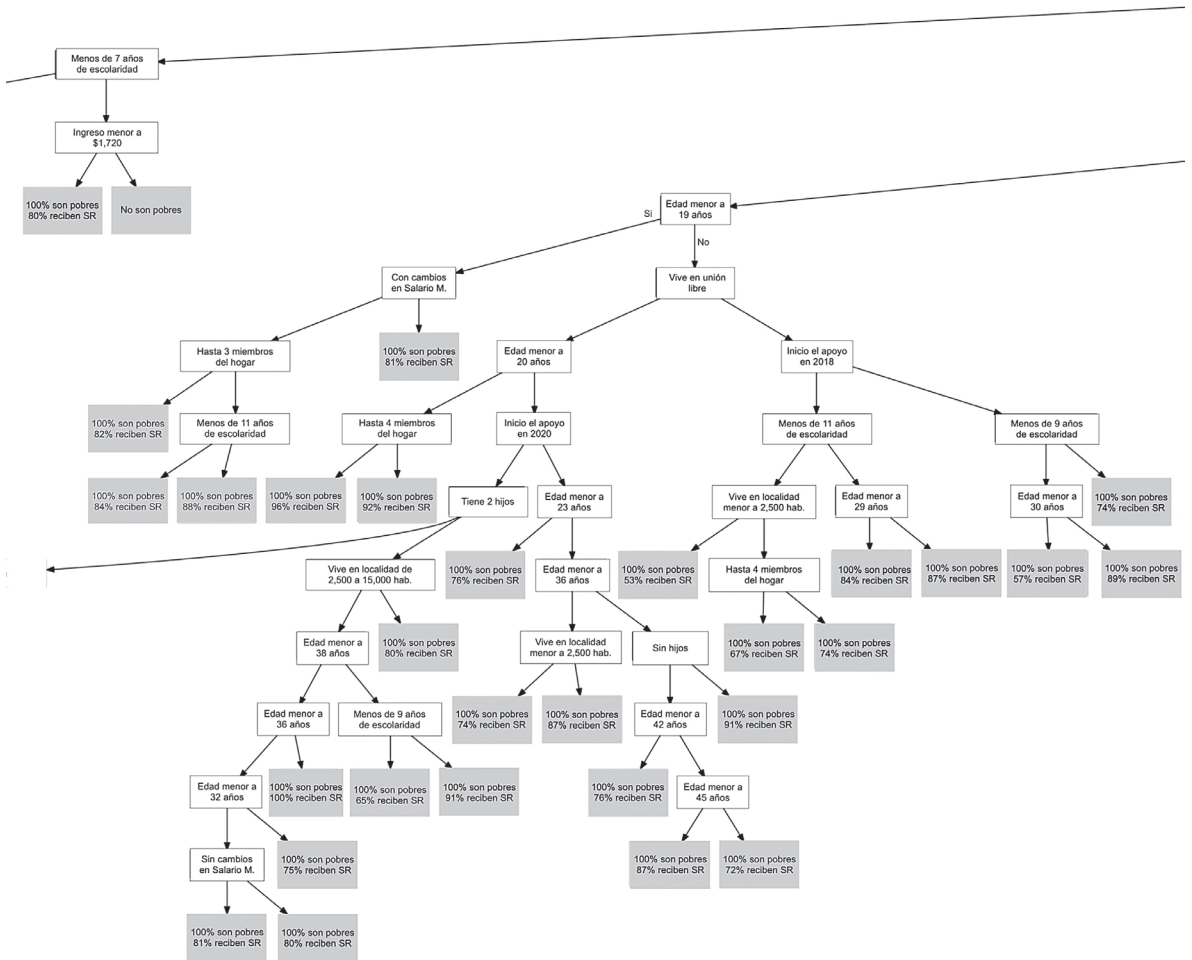 Menos de 7 años
de escolaridad
Ingreso menor a
$1,720
100% son pobres
80% reciben SR
No son pobres
Edad menor a
19 años
Sí
No
Con cambios
en Salario M.
Vive en unión
libre
Hasta 3 miembros
del hogar
100% son pobres
81% reciben SR
Edad menor a
20 años
Inicio el apoyo
en 2018
100% son pobres
82% reciben SR
Menos de 11 años
de escolaridad
Hasta 4 miembros
del hogar
Inicio el apoyo
en 2020
Menos de 11 años
de escolaridad
Menos de 9 años
de escolaridad
100% son pobres
84% reciben SR
100% son pobres
88% reciben SR
100% son pobres
96% reciben SR
100% son pobres
92% reciben SR
Tiene 2 hijos
Edad menor a
23 años
Vive en localidad
menor a 2,500 hab.
Edad menor a
29 años
Edad menor a
30 años
100% son pobres
74% reciben SR
Vive en localidad de
2,500 a 15,000 hab.
100% son pobres
76% reciben SR
Edad menor a
36 años
100% son pobres
53% reciben SR
Hasta 4 miembros
del hogar
100% son pobres
84% reciben SR
100% son pobres
87% reciben SR
100% son pobres
57% reciben SR
100% son pobres
89% reciben SR
Edad menor a
38 años
100% son pobres
80% reciben SR
Vive en localidad
menor a 2,500 hab.
Sin hijos
100% son pobres
67% reciben SR
100% son pobres
74% reciben SR
Edad menor a
36 años
Menos de 9 años
de escolaridad
100% son pobres
74% reciben SR
100% son pobres
87% reciben SR
Edad menor a
42 años
100% son pobres
91% reciben SR
Edad menor a
32 años
100% son pobres
100% reciben SR
100% son pobres
65% reciben SR
100% son pobres
91% reciben SR
100% son pobres
76% reciben SR
Edad menor a
45 años
Sin cambios
en Salario M.
100% son pobres
75% reciben SR
100% son pobres
87% reciben SR
100% son pobres
72% reciben SR
100% son pobres
81% reciben SR
100% son pobres
80% reciben SR